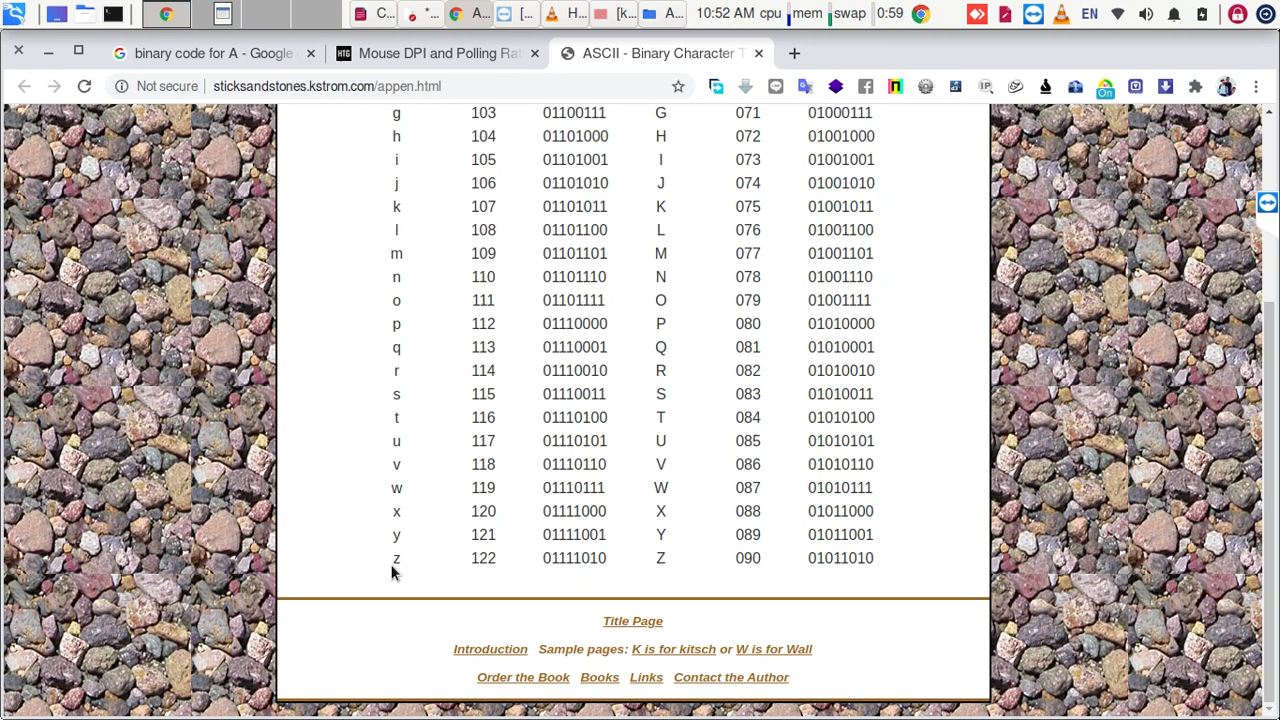 C... *... A... [... H... [k... A... 10:52 AM cpu mem swap 0:59 EN
binary code for A - Google Mouse DPI and Polling Rat ASCII - Binary Character T
Not secure sticksandstones.kstrom.com/appen.html
g 103 01100111 G 071 01000111
h 104 01101000 H 072 01001000
i 105 01101001 I 073 01001001
j 106 01101010 J 074 01001010
k 107 01101011 K 075 01001011
l 108 01101100 L 076 01001100
m 109 01101101 M 077 01001101
n 110 01101110 N 078 01001110
o 111 01101111 O 079 01001111
p 112 01110000 P 080 01010000
q 113 01110001 Q 081 01010001
r 114 01110010 R 082 01010010
s 115 01110011 S 083 01010011
t 116 01110100 T 084 01010100
u 117 01110101 U 085 01010101
v 118 01110110 V 086 01010110
w 119 01110111 W 087 01010111
x 120 01111000 X 088 01011000
y 121 01111001 Y 089 01011001
z 122 01111010 Z 090 01011010
Title Page
Introduction Sample pages: K is for kitsch or W is for Wall
Order the Book Books Links Contact the Author